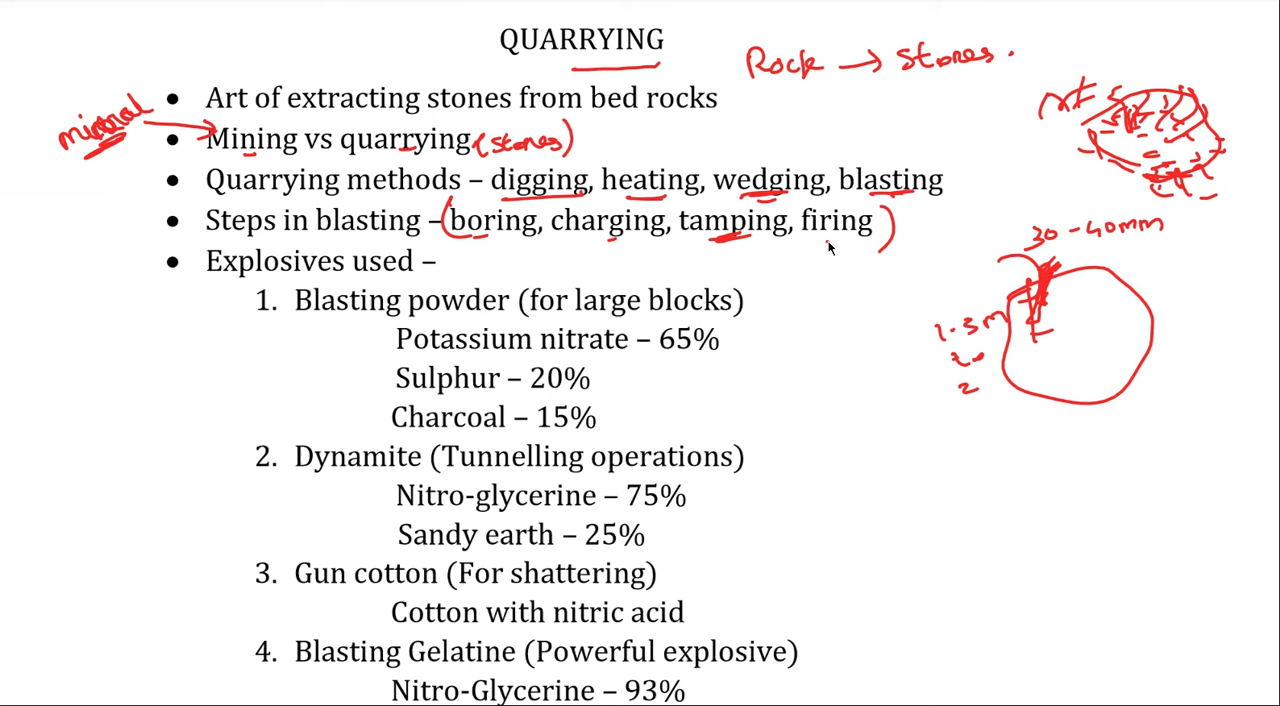 QUARRYING
Rock → Stones.
• Art of extracting stones from bed rocks
mineral
• Mining vs quarrying (stones)
• Quarrying methods – digging, heating, wedging, blasting
• Steps in blasting – (boring, charging, tamping, firing)
30 - 40mm
• Explosives used –
1. Blasting powder (for large blocks)
1.5m
Potassium nitrate – 65%
to
2
Sulphur – 20%
Charcoal – 15%
2. Dynamite (Tunnelling operations)
Nitro-glycerine – 75%
Sandy earth – 25%
3. Gun cotton (For shattering)
Cotton with nitric acid
4. Blasting Gelatine (Powerful explosive)
Nitro-Glycerine – 93%